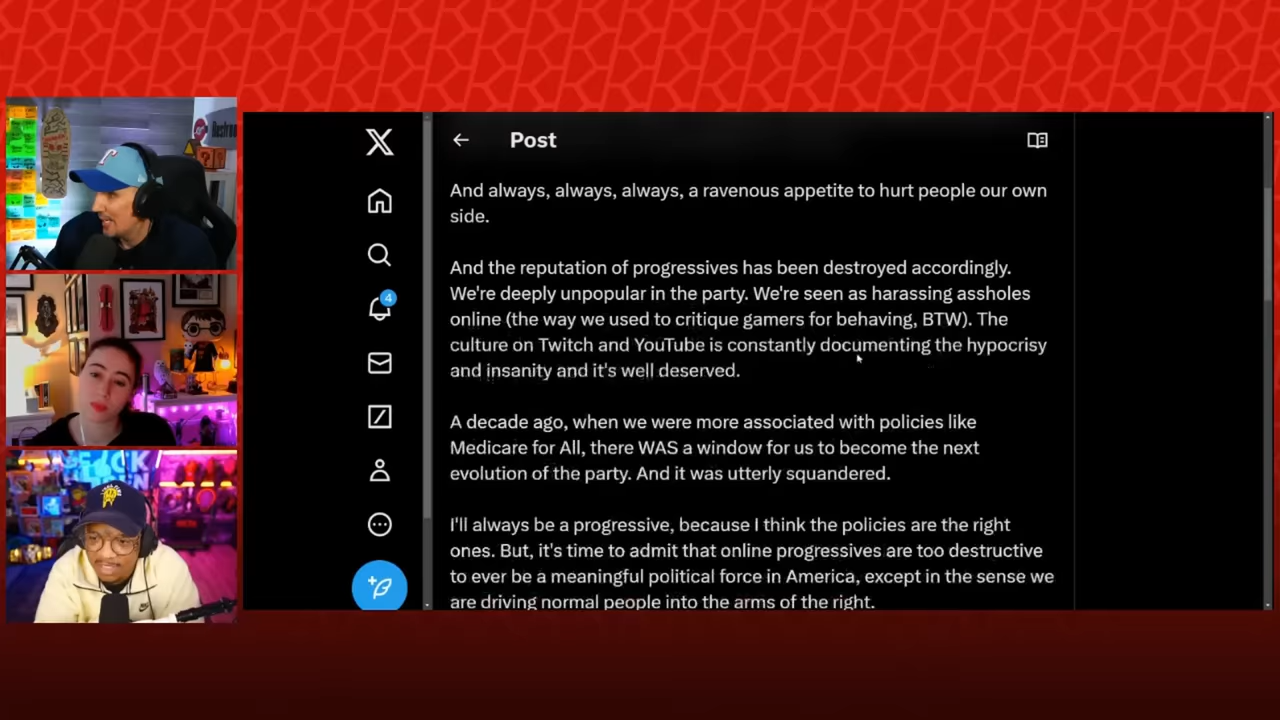 Post
4
And always, always, always, a ravenous appetite to hurt people our own
side.
And the reputation of progressives has been destroyed accordingly.
We're deeply unpopular in the party. We're seen as harassing assholes
online (the way we used to critique gamers for behaving, BTW). The
culture on Twitch and YouTube is constantly documenting the hypocrisy
and insanity and it's well deserved.
A decade ago, when we were more associated with policies like
Medicare for All, there WAS a window for us to become the next
evolution of the party. And it was utterly squandered.
I'll always be a progressive, because I think the policies are the right
ones. But, it's time to admit that online progressives are too destructive
to ever be a meaningful political force in America, except in the sense we
are driving normal people into the arms of the right.